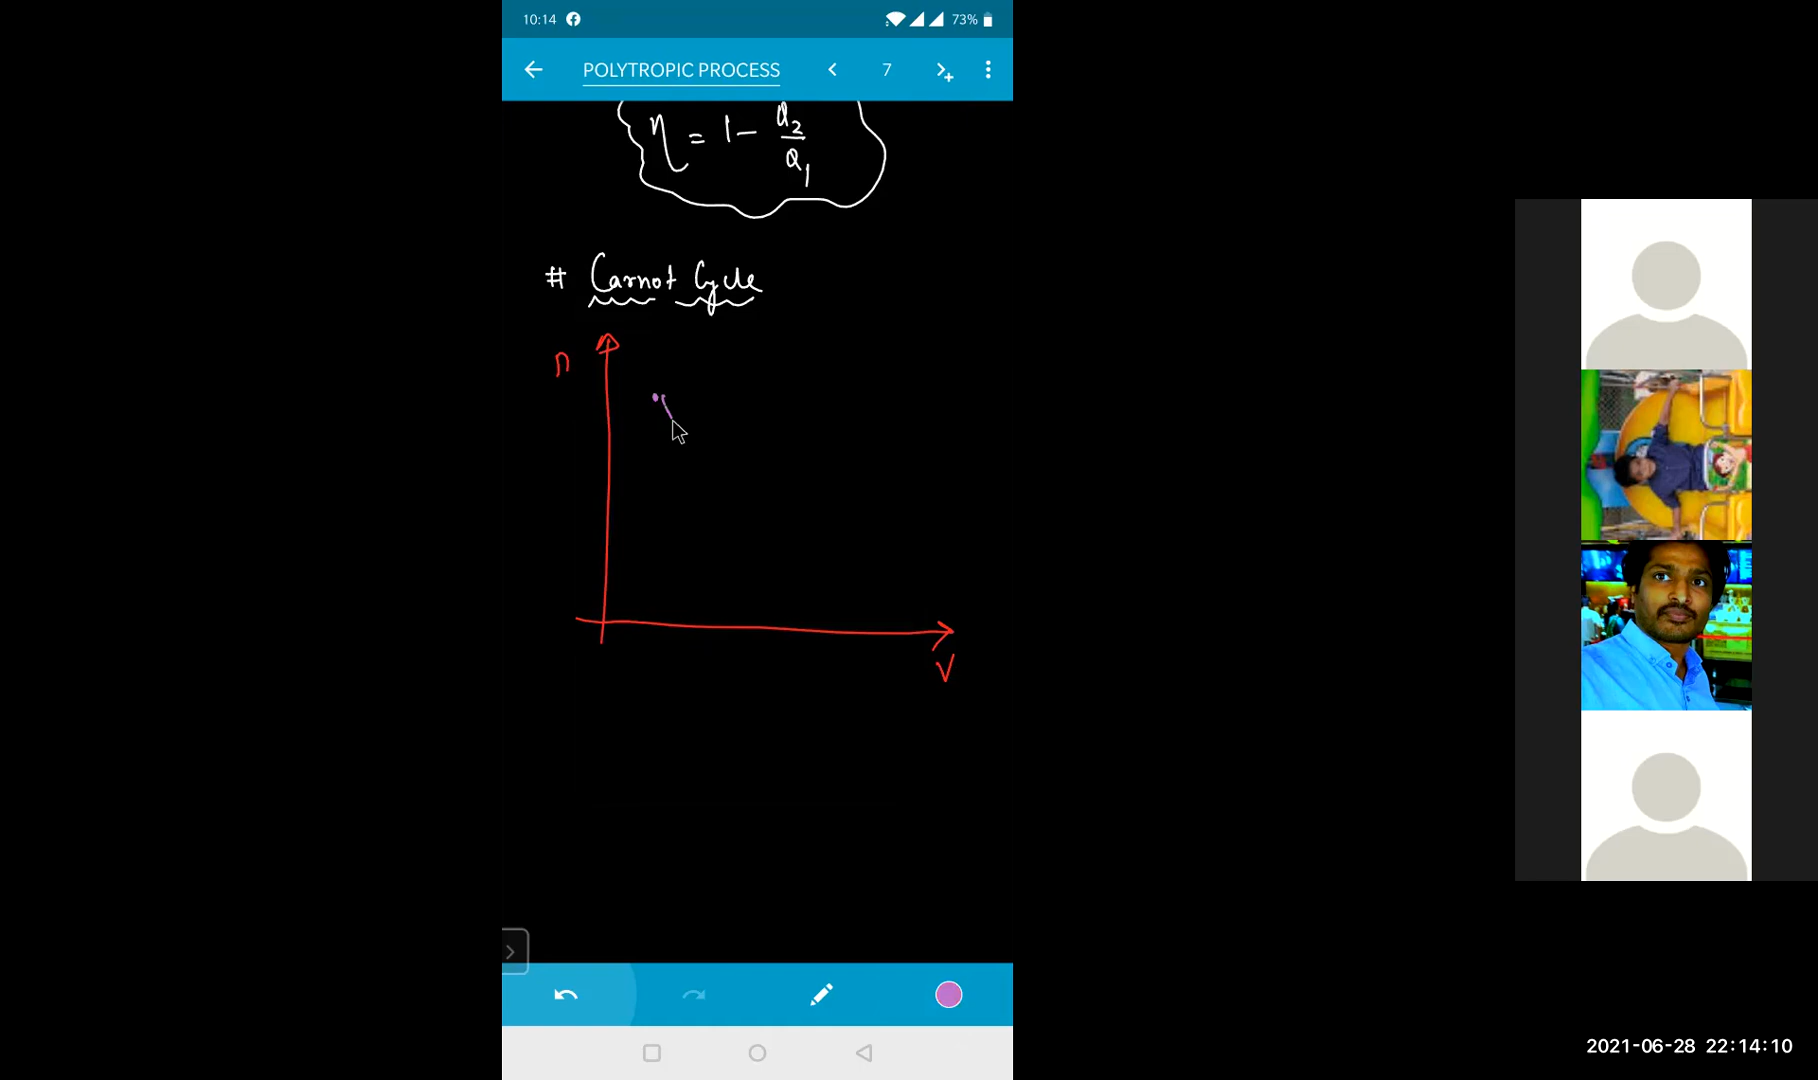 10:14 73%
POLYTROPIC PROCESS 7
η = 1 - Q2/Q1
# Carnot Cycle
n
V
2021-06-28 22:14:10